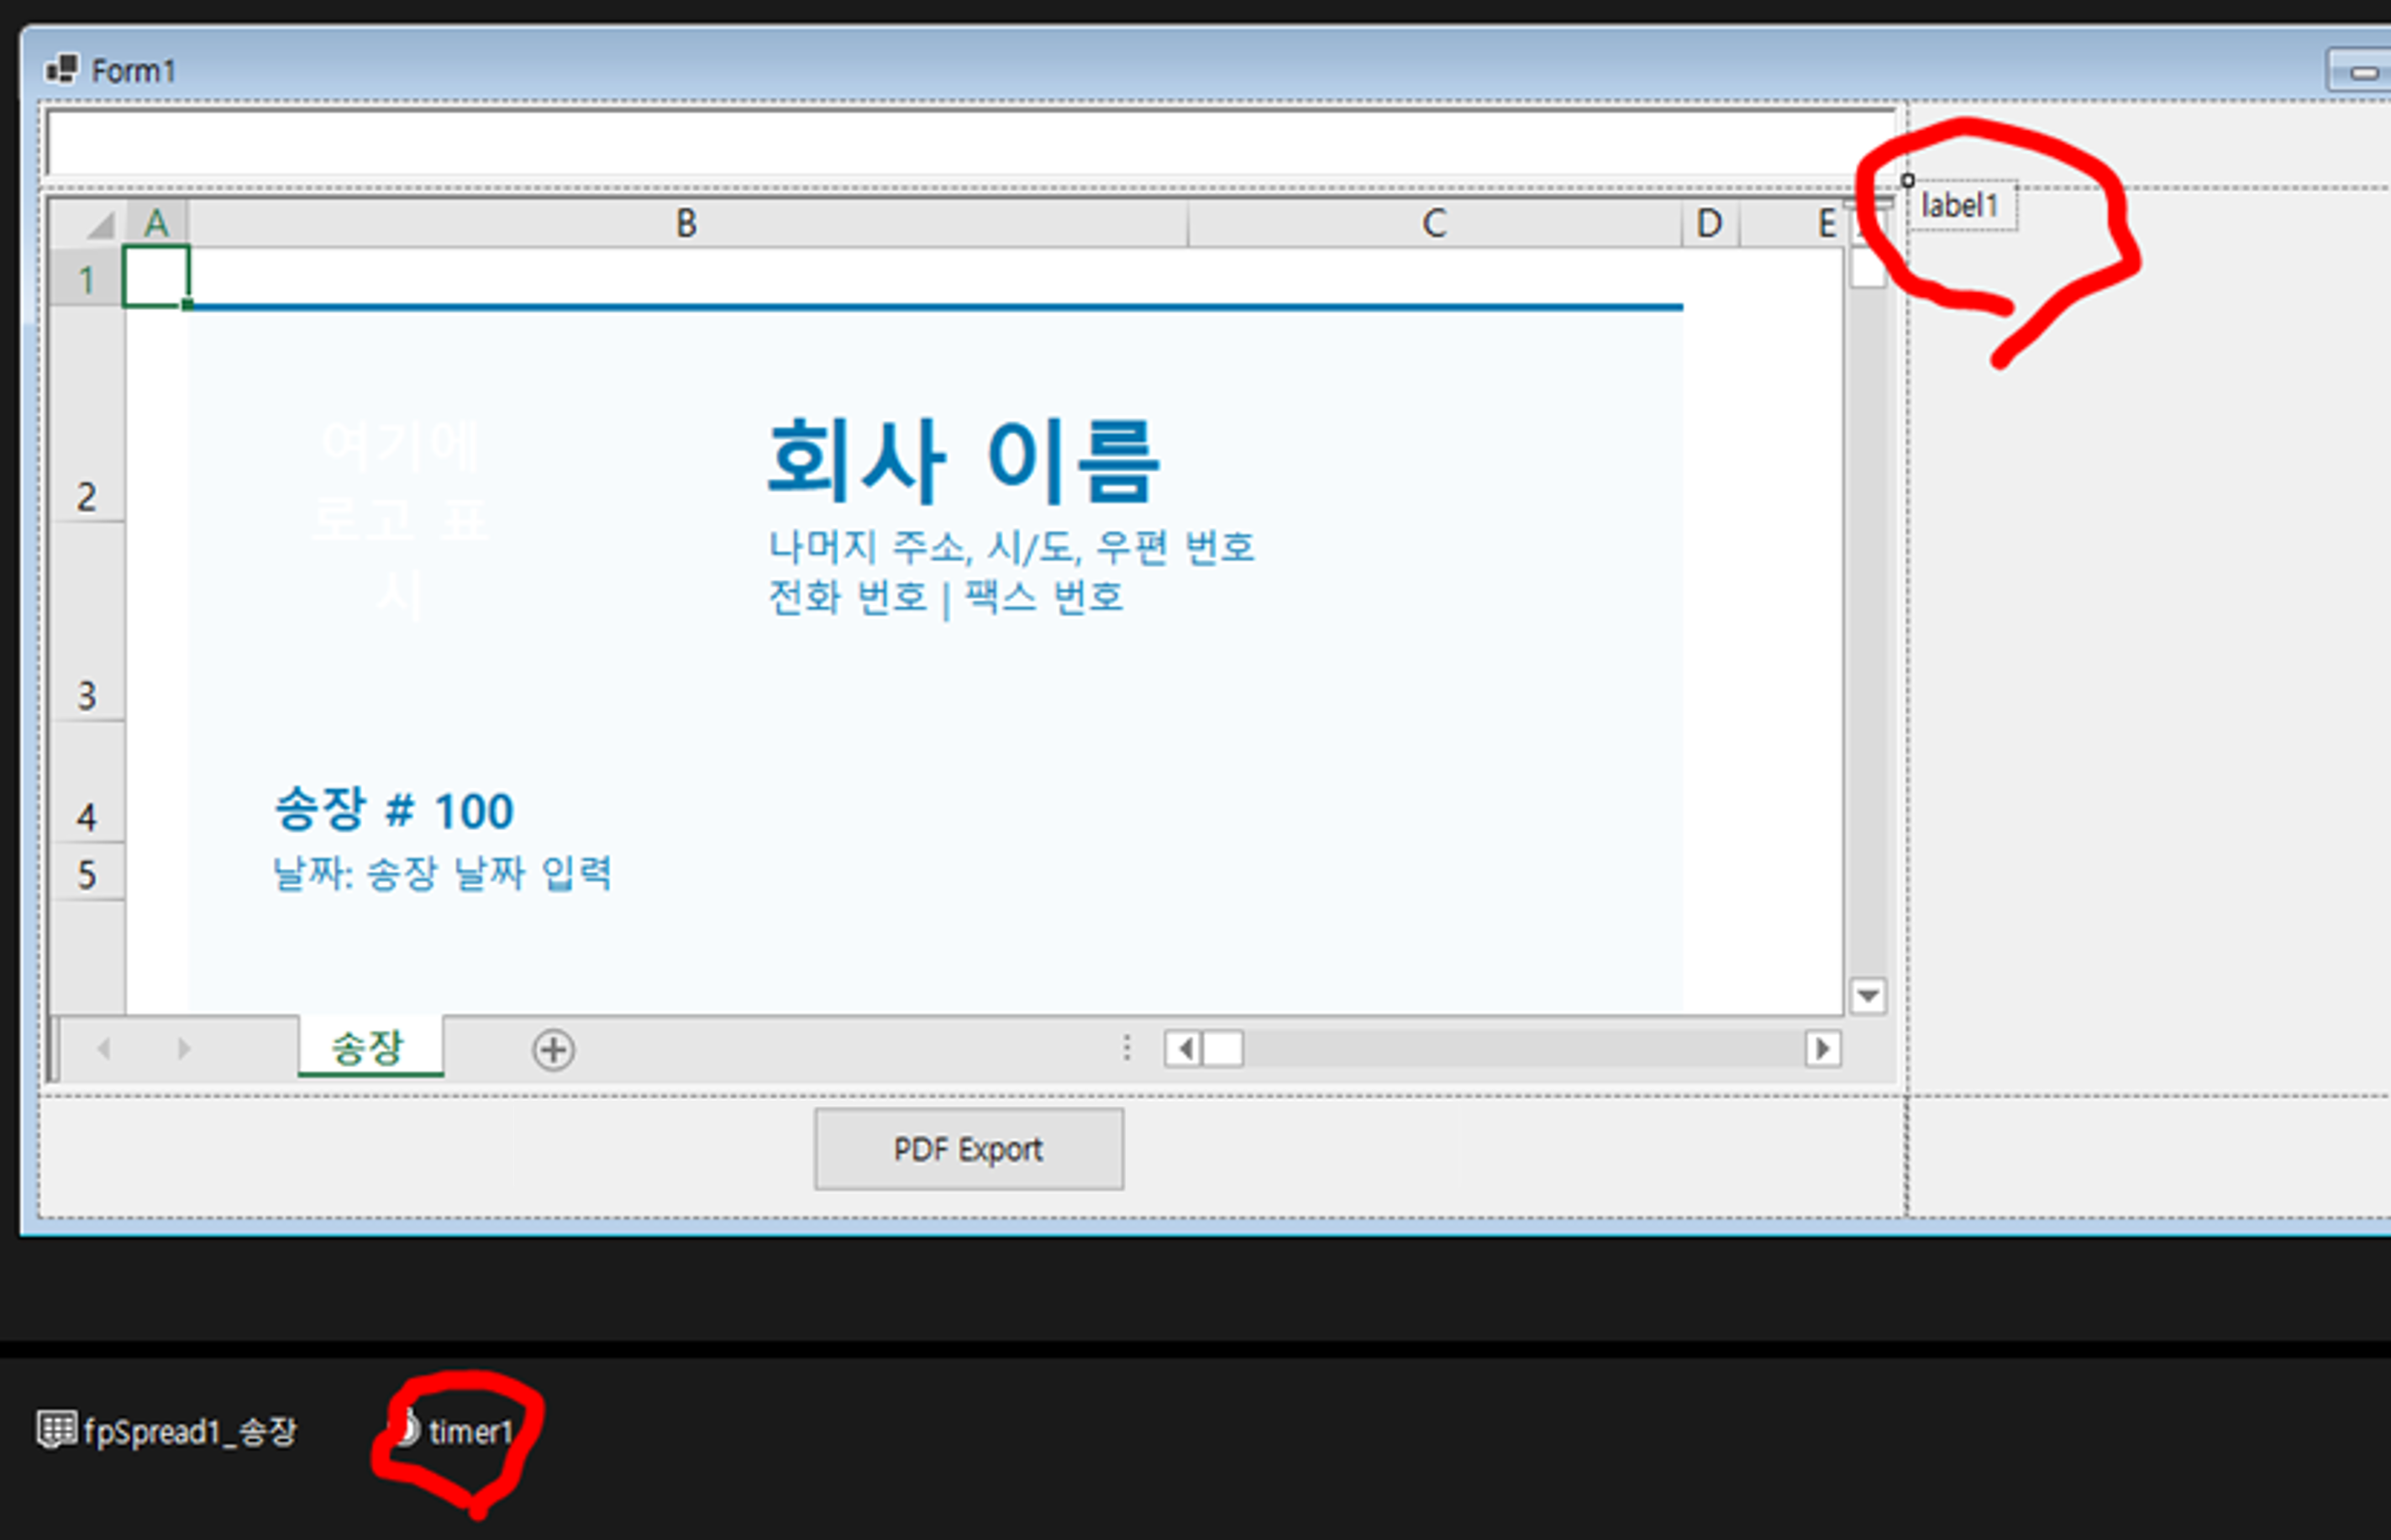 Form1
label1
A B C D E
1
여기에
로고 표
시
회사 이름
나머지 주소, 시/도, 우편 번호
전화 번호 | 팩스 번호
2
3
송장 # 100
4
날짜: 송장 날짜 입력
5
송장
PDF Export
fpSpread1_송장
timer1